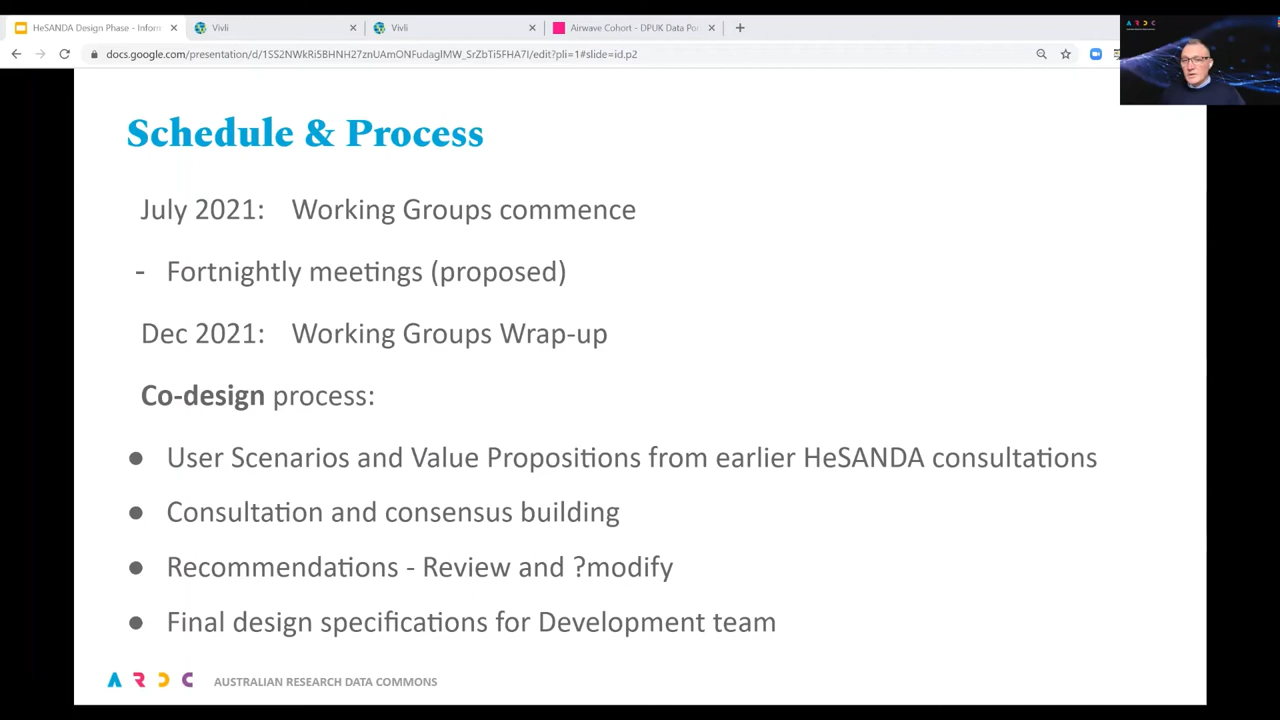 HeSANDA Design Phase - Inform
Vivli
Vivli
Airwave Cohort - DPUK Data Por
docs.google.com/presentation/d/1SS2NWkRi5BHNH27znUAmONFudaglMW_SrZbTi5FHA7I/edit?pli=1#slide=id.p2
A R D C
Schedule & Process
July 2021: Working Groups commence
- Fortnightly meetings (proposed)
Dec 2021: Working Groups Wrap-up
Co-design process:
● User Scenarios and Value Propositions from earlier HeSANDA consultations
● Consultation and consensus building
● Recommendations - Review and ?modify
● Final design specifications for Development team
A R D C AUSTRALIAN RESEARCH DATA COMMONS